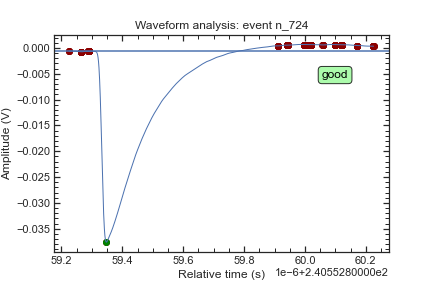 Waveform analysis: event n_724
0.000
−0.005
−0.010
−0.015
−0.020
−0.025
−0.030
−0.035
Amplitude (V)
good
59.2 59.4 59.6 59.8 60.0 60.2
Relative time (s)
1e−6+2.4055280000e2